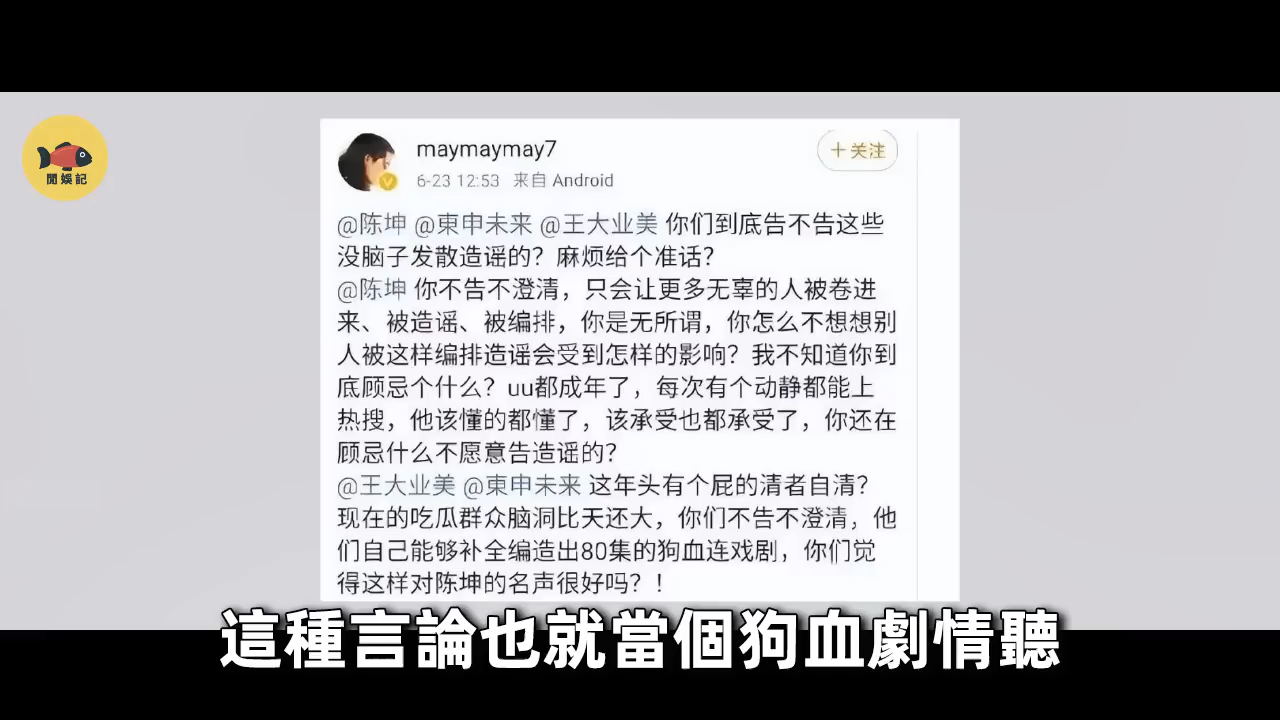 聞娛記
maymaymay7
+关注
6-23 12:53 来自 Android
@陈坤 @東申未来 @王大业美 你们到底告不告这些
没脑子发散造谣的？麻烦给个准话？
@陈坤 你不告不澄清，只会让更多无辜的人被卷进
来、被造谣、被编排，你是无所谓，你怎么不想想别
人被这样编排造谣会受到怎样的影响？我不知道你到
底顾忌个什么？uu都成年了，每次有个动静都能上
热搜，他该懂的都懂了，该承受也都承受了，你还在
顾忌什么不愿意告造谣的？
@王大业美 @東申未来 这年头有个屁的清者自清？
现在的吃瓜群众脑洞比天还大，你们不告不澄清，他
们自己能够补全编造出80集的狗血连戏剧，你们觉
得这样对陈坤的名声很好吗？！
這種言論也就當個狗血劇情聽